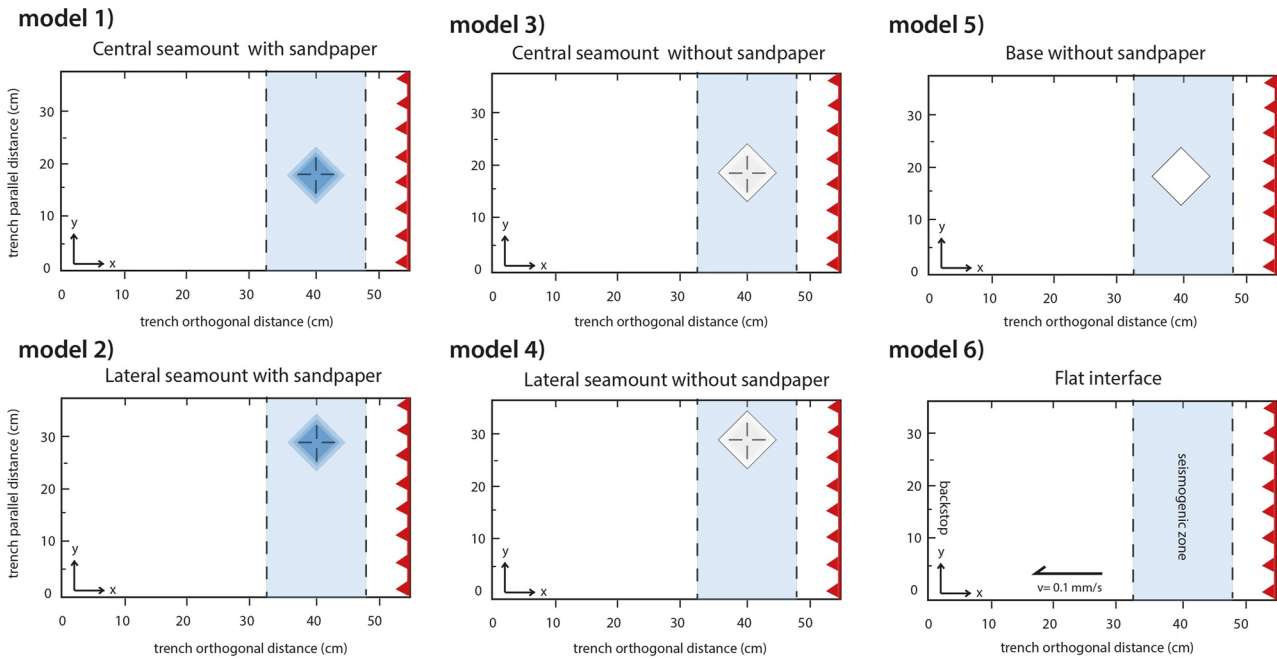 model 1)
Central seamount with sandpaper
trench parallel distance (cm)
30
20
10
0
y
x
0 10 20 30 40 50
trench orthogonal distance (cm)
model 3)
Central seamount without sandpaper
30
20
10
0
y
x
0 10 20 30 40 50
trench orthogonal distance (cm)
model 5)
Base without sandpaper
30
20
10
0
y
x
0 10 20 30 40 50
trench orthogonal distance (cm)
model 2)
Lateral seamount with sandpaper
trench parallel distance (cm)
30
20
10
0
y
x
0 10 20 30 40 50
trench orthogonal distance (cm)
model 4)
Lateral seamount without sandpaper
30
20
10
0
y
x
0 10 20 30 40 50
trench orthogonal distance (cm)
model 6)
Flat interface
30
20
10
0
backstop
seismogenic zone
y
x
v= 0.1 mm/s
0 10 20 30 40 50
trench orthogonal distance (cm)